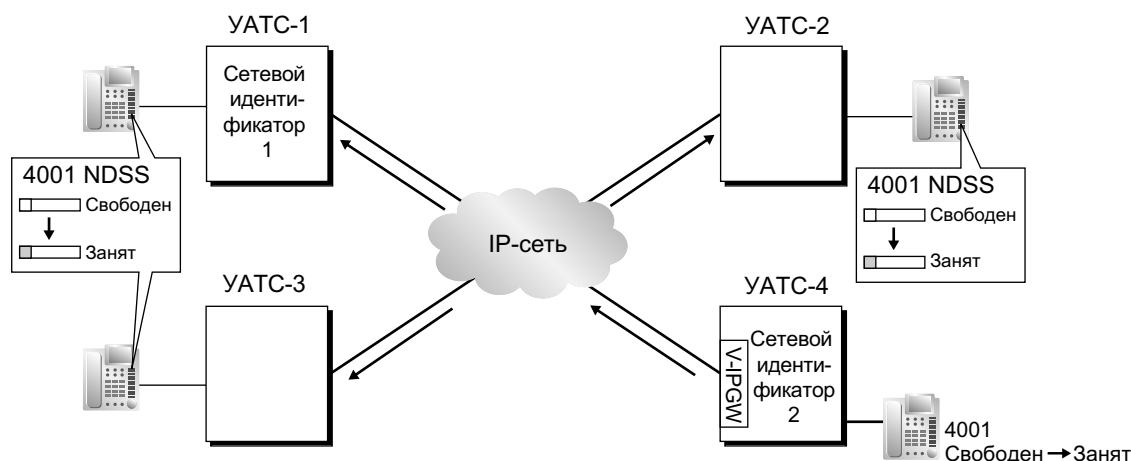 УАТС-1
Сетевой
иденти-
фикатор
1
УАТС-2
4001 NDSS
Свободен
Занят
4001 NDSS
Свободен
Занят
IP-сеть
УАТС-3
УАТС-4
V-IPGW
Сетевой
иденти-
фикатор
2
4001
Свободен → Занят